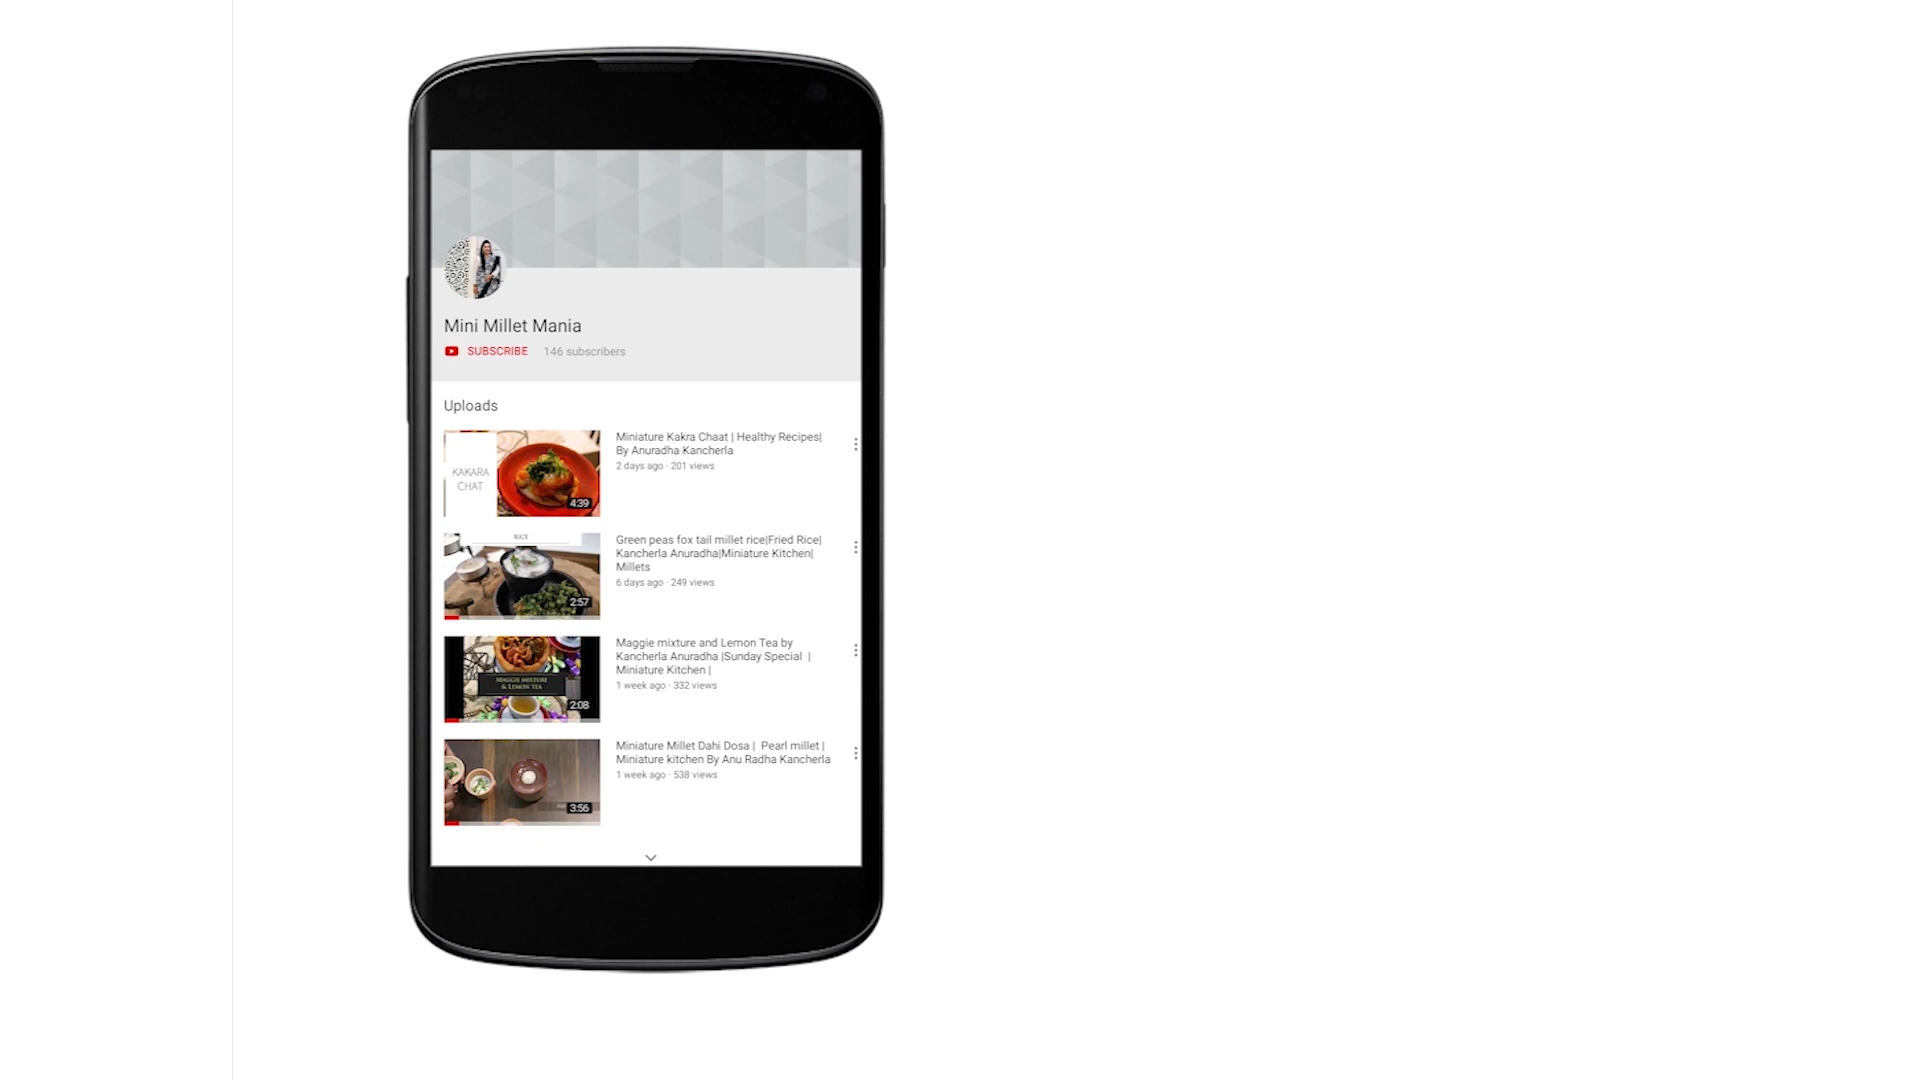 Mini Millet Mania
SUBSCRIBE 146 subscribers
Uploads
KAKARA
CHAT
4:39
Miniature Kakra Chaat | Healthy Recipes|
By Anuradha Kancherla
2 days ago · 201 views
RICE
2:57
Green peas fox tail millet rice|Fried Rice|
Kancherla Anuradha|Miniature Kitchen|
Millets
6 days ago · 249 views
MAGGIE MIXTURE
& LEMON TEA
2:08
Maggie mixture and Lemon Tea by
Kancherla Anuradha |Sunday Special |
Miniature Kitchen |
1 week ago · 332 views
3:56
Miniature Millet Dahi Dosa | Pearl millet |
Miniature kitchen By Anu Radha Kancherla
1 week ago · 538 views